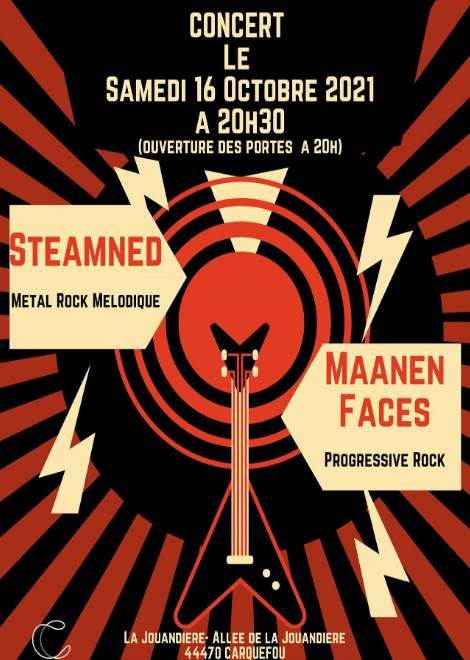 CONCERT
LE
SAMEDI 16 OCTOBRE 2021
A 20H30
(OUVERTURE DES PORTES A 20H)
STEAMNED
METAL ROCK MELODIQUE
MAANEN
FACES
PROGRESSIVE ROCK
LA JOUANDIERE- ALLEE DE LA JOUANDIERE
44470 CARQUEFOU